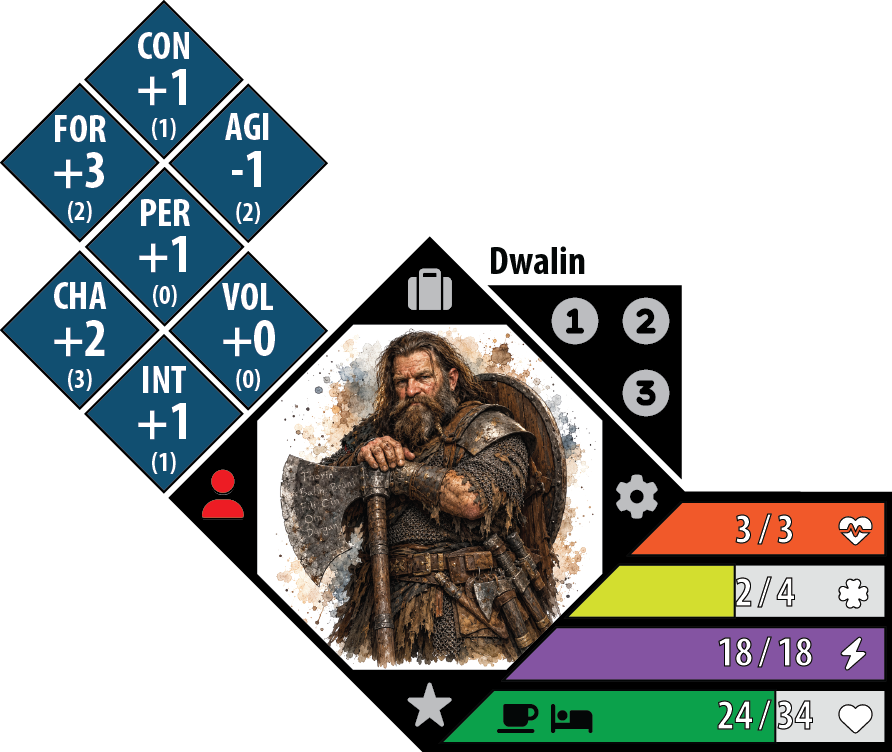 CON
+1
(1)
FOR
+3
(2)
AGI
-1
(2)
PER
+1
(0)
CHA
+2
(3)
VOL
+0
(0)
INT
+1
(1)
Dwalin
1 2
3
3 / 3
2 / 4
18 / 18
24 / 34